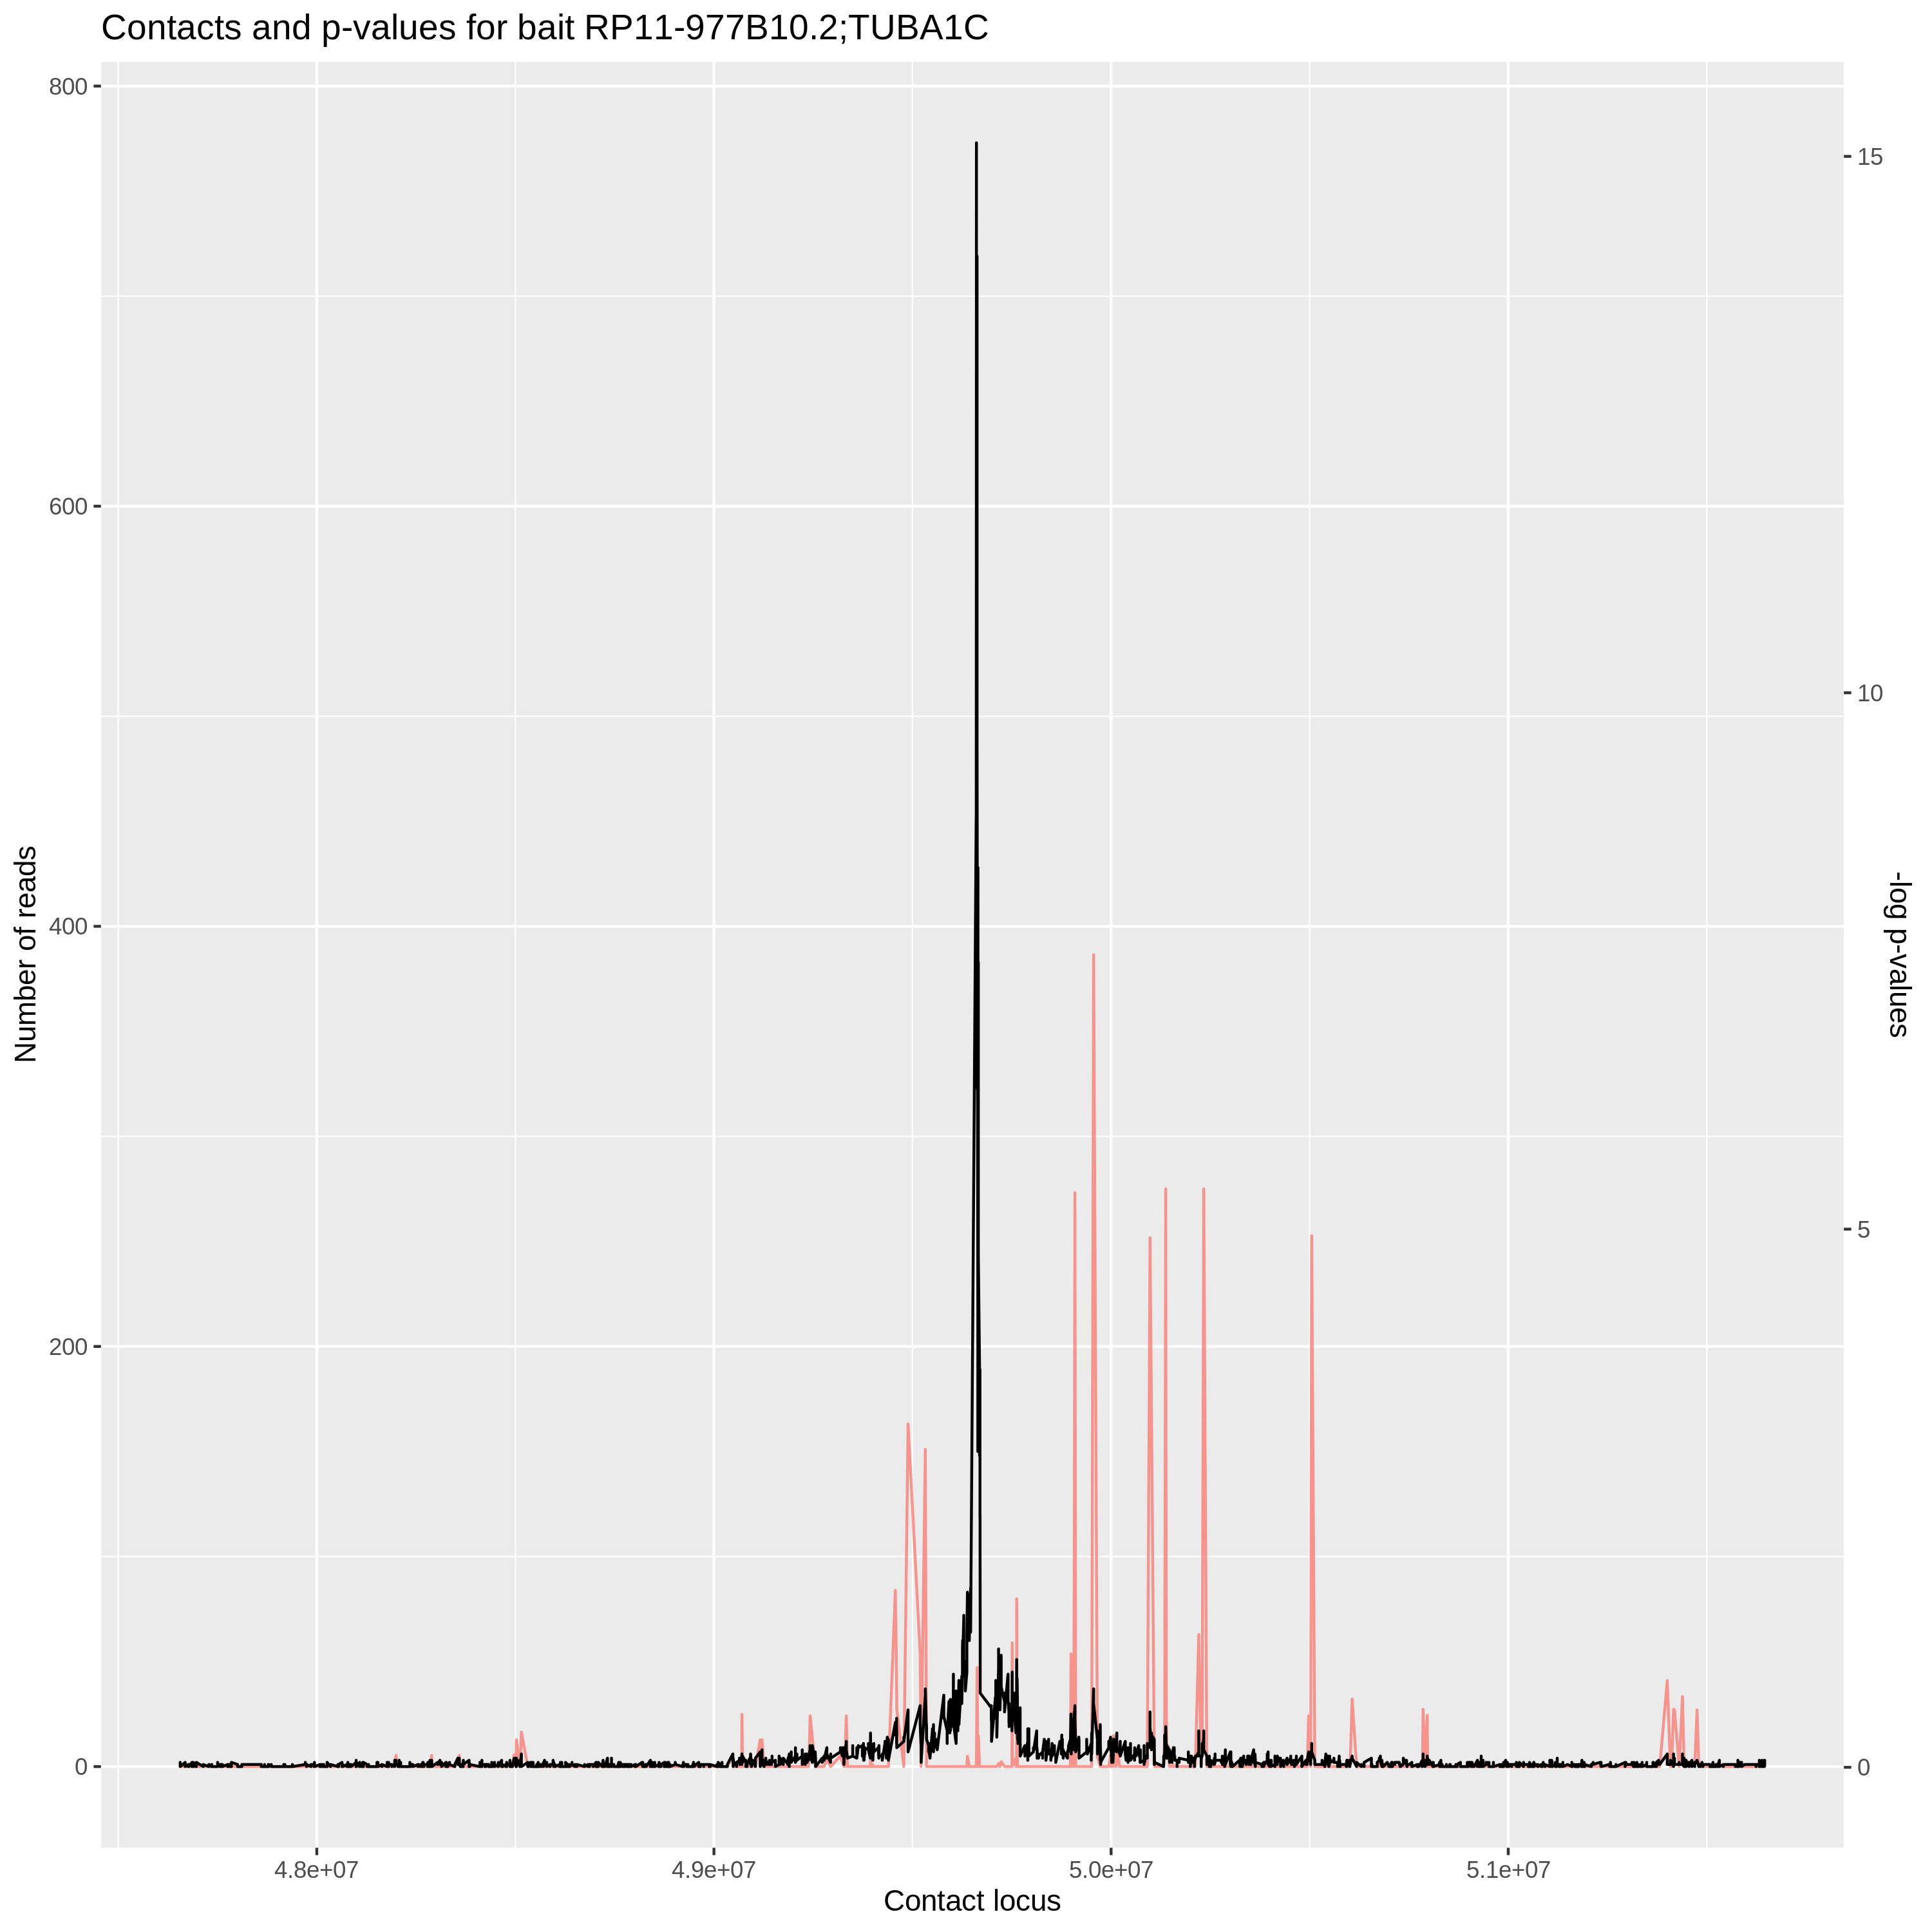 Contacts and p-values for bait RP11-977B10.2;TUBA1C
800
600
400
200
0
Number of reads
15
10
5
0
-log p-values
4.8e+07
4.9e+07
5.0e+07
5.1e+07
Contact locus